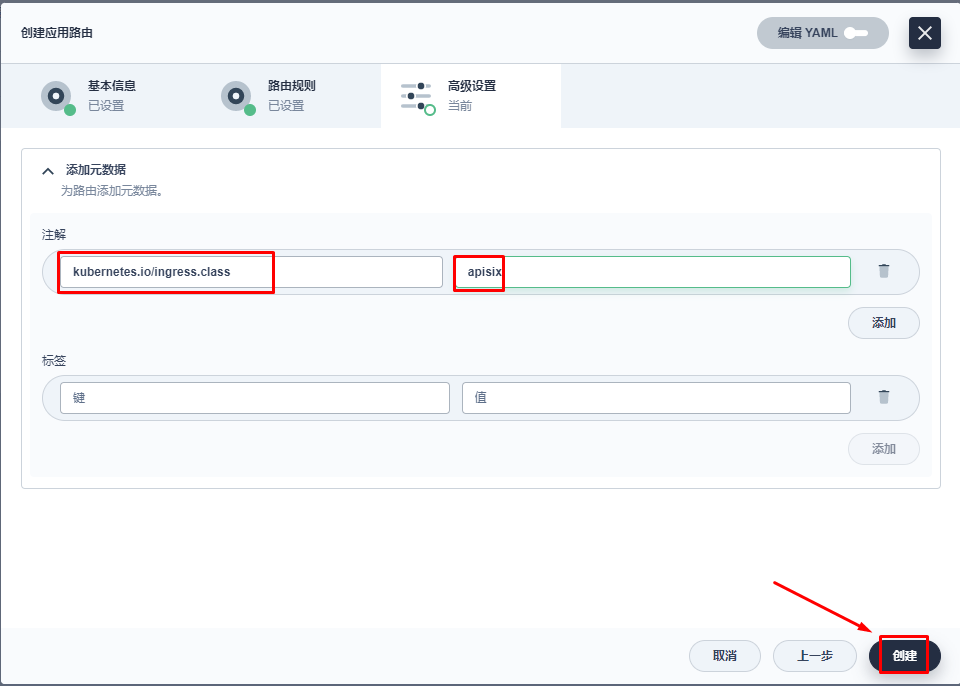 创建应用路由
编辑 YAML
基本信息
已设置
路由规则
已设置
高级设置
当前
添加元数据
为路由添加元数据。
注解
kubernetes.io/ingress.class
apisix
添加
标签
键
值
添加
取消
上一步
创建